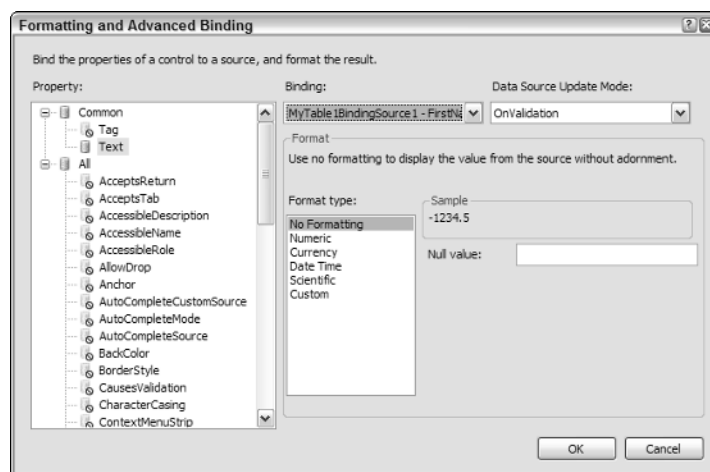 Formatting and Advanced Binding
Bind the properties of a control to a source, and format the result.
Property:
Binding:
Data Source Update Mode:
Common
Tag
Text
All
AcceptsReturn
AcceptsTab
AccessibleDescription
AccessibleName
AccessibleRole
AllowDrop
Anchor
AutoCompleteCustomSource
AutoCompleteMode
AutoCompleteSource
BackColor
BorderStyle
CausesValidation
CharacterCasing
ContextMenuStrip
MyTable1BindingSource1 - FirstNa
OnValidation
Format
Use no formatting to display the value from the source without adornment.
Format type:
No Formatting
Numeric
Currency
Date Time
Scientific
Custom
Sample
-1234.5
Null value:
OK
Cancel